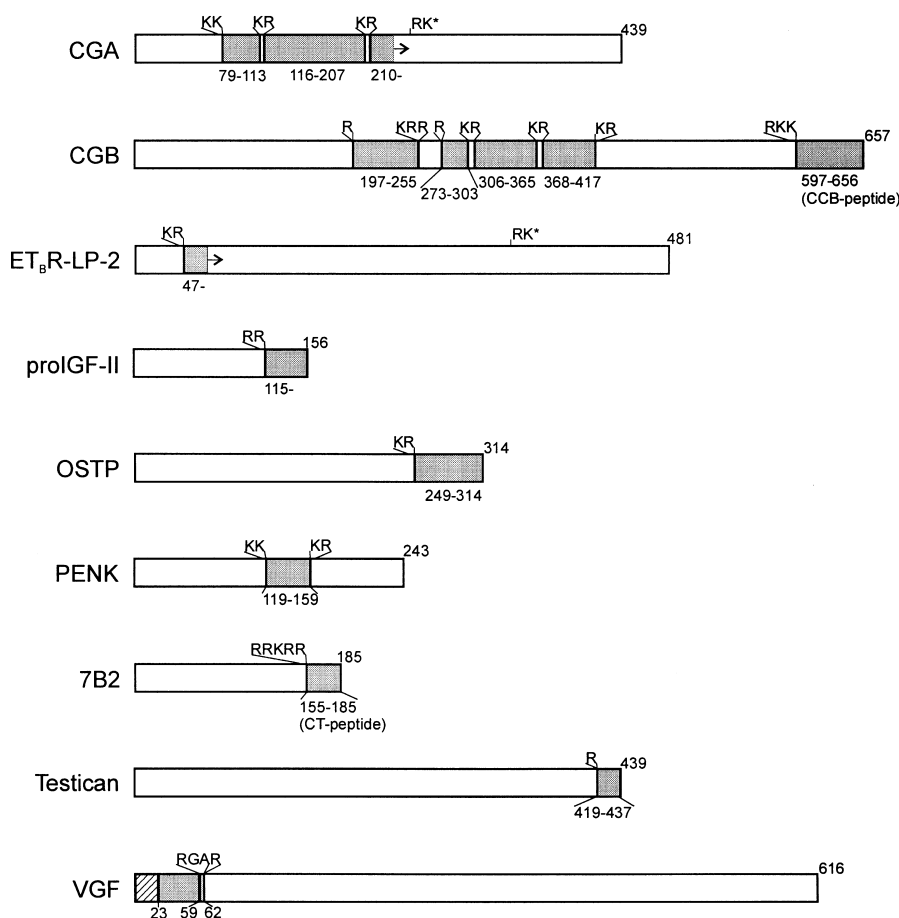 KK KR KR RK* 439
CGA
79-113 116-207 210-
R KRR R KR KR KR RKK 657
CGB
197-255 273-303 306-365 368-417 597-656
(CCB-peptide)
KR RK* 481
ETBR-LP-2
47-
RR 156
proIGF-II
115-
KR 314
OSTP
249-314
KK KR 243
PENK
119-159
RRKRR 185
7B2
155-185
(CT-peptide)
R 439
Testican
419-437
RGAR 616
VGF
23 59 62